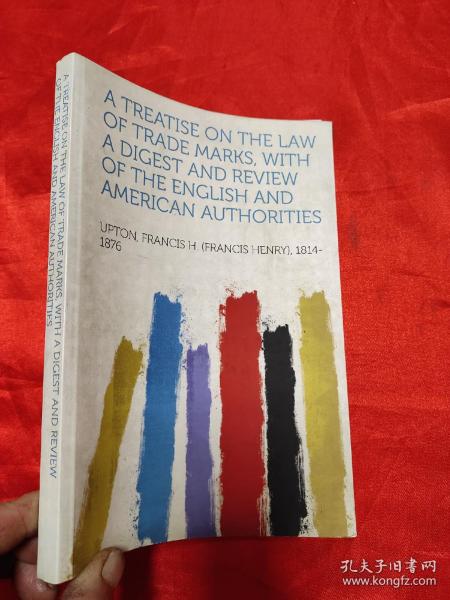 A TREATISE ON THE LAW OF TRADE MARKS, WITH A DIGEST AND REVIEW
OF THE ENGLISH AND AMERICAN AUTHORITIES
A TREATISE ON THE LAW
OF TRADE MARKS, WITH
A DIGEST AND REVIEW
OF THE ENGLISH AND
AMERICAN AUTHORITIES
UPTON, FRANCIS H. (FRANCIS HENRY), 1814-
1876
孔夫子旧书网
www.kongfz.com